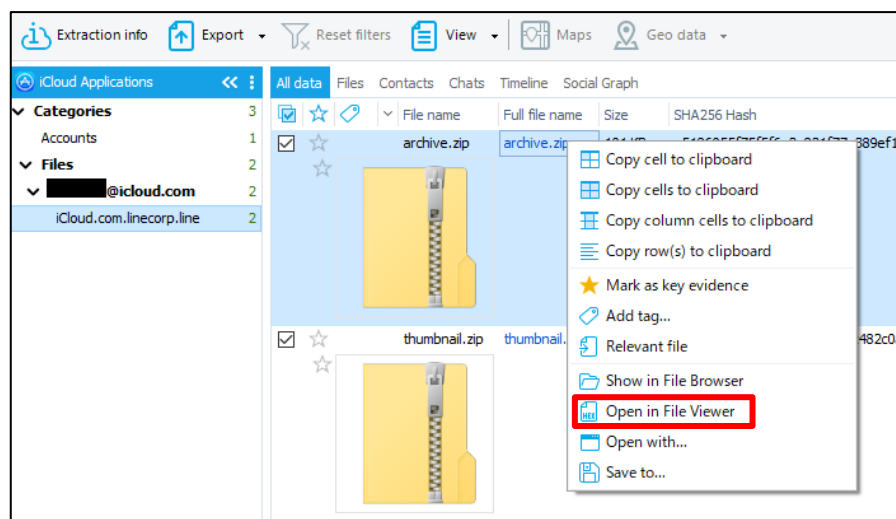 Extraction info Export Reset filters View Maps Geo data
iCloud Applications
Categories 3
Accounts 1
Files 2
@icloud.com 2
iCloud.com.linecorp.line 2
All data Files Contacts Chats Timeline Social Graph
File name Full file name Size SHA256 Hash
archive.zip archive.zip
thumbnail.zip thumbnail.
Copy cell to clipboard
Copy cells to clipboard
Copy column cells to clipboard
Copy row(s) to clipboard
Mark as key evidence
Add tag...
Relevant file
Show in File Browser
HEX Open in File Viewer
Open with...
Save to...